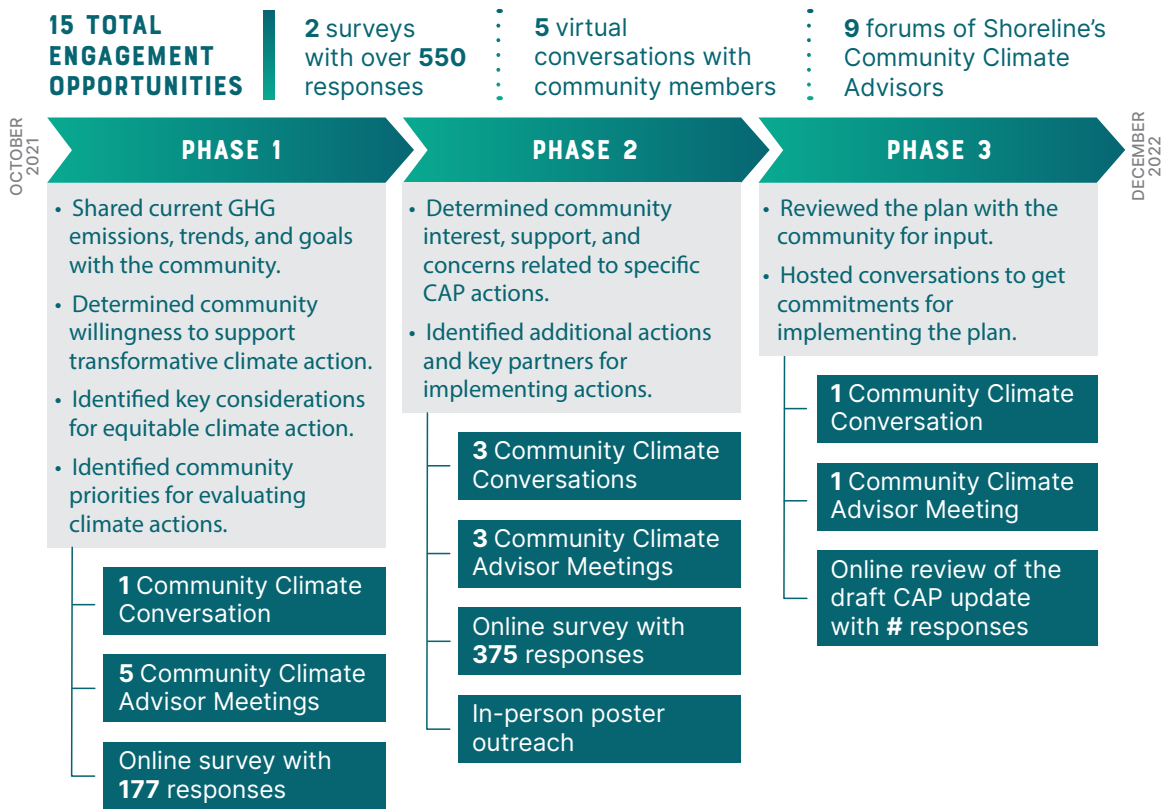 15 TOTAL
ENGAGEMENT
OPPORTUNITIES
2 surveys
with over 550
responses
5 virtual
conversations with
community members
9 forums of Shoreline's
Community Climate
Advisors
OCTOBER
2021
PHASE 1
PHASE 2
PHASE 3
DECEMBER
2022
• Shared current GHG
emissions, trends, and goals
with the community.
• Determined community
willingness to support
transformative climate action.
• Identified key considerations
for equitable climate action.
• Identified community
priorities for evaluating
climate actions.
1 Community Climate
Conversation
5 Community Climate
Advisor Meetings
Online survey with
177 responses
• Determined community
interest, support, and
concerns related to specific
CAP actions.
• Identified additional actions
and key partners for
implementing actions.
3 Community Climate
Conversations
3 Community Climate
Advisor Meetings
Online survey with
375 responses
In-person poster
outreach
• Reviewed the plan with the
community for input.
• Hosted conversations to get
commitments for
implementing the plan.
1 Community Climate
Conversation
1 Community Climate
Advisor Meeting
Online review of the
draft CAP update
with # responses